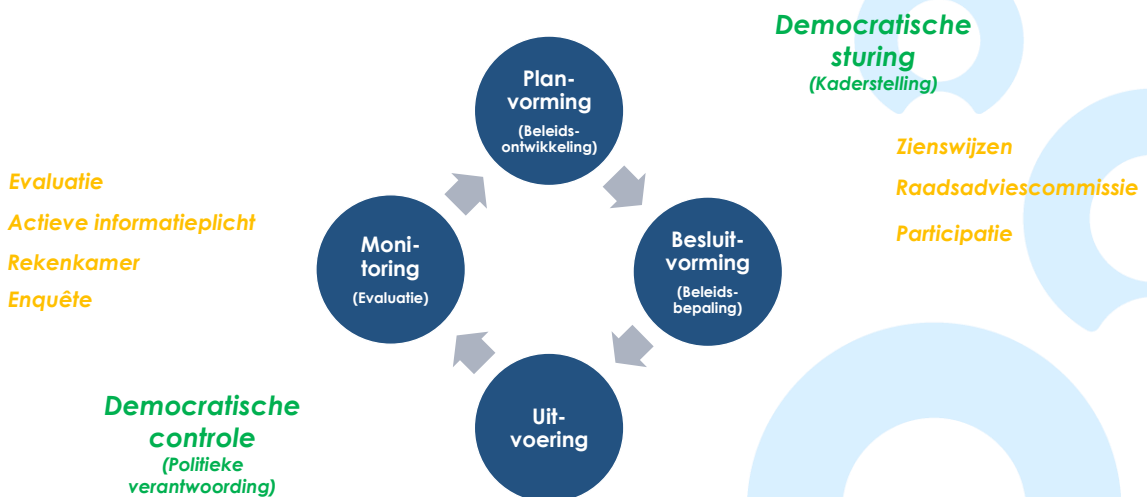 Democratische
sturing
(Kaderstelling)
Plan-
vorming
(Beleids-
ontwikkeling)
Zienswijzen
Raadsadviescommissie
Participatie
Evaluatie
Actieve informatieplicht
Rekenkamer
Enquête
Moni-
toring
(Evaluatie)
Besluit-
vorming
(Beleids-
bepaling)
Uit-
voering
Democratische
controle
(Politieke
verantwoording)